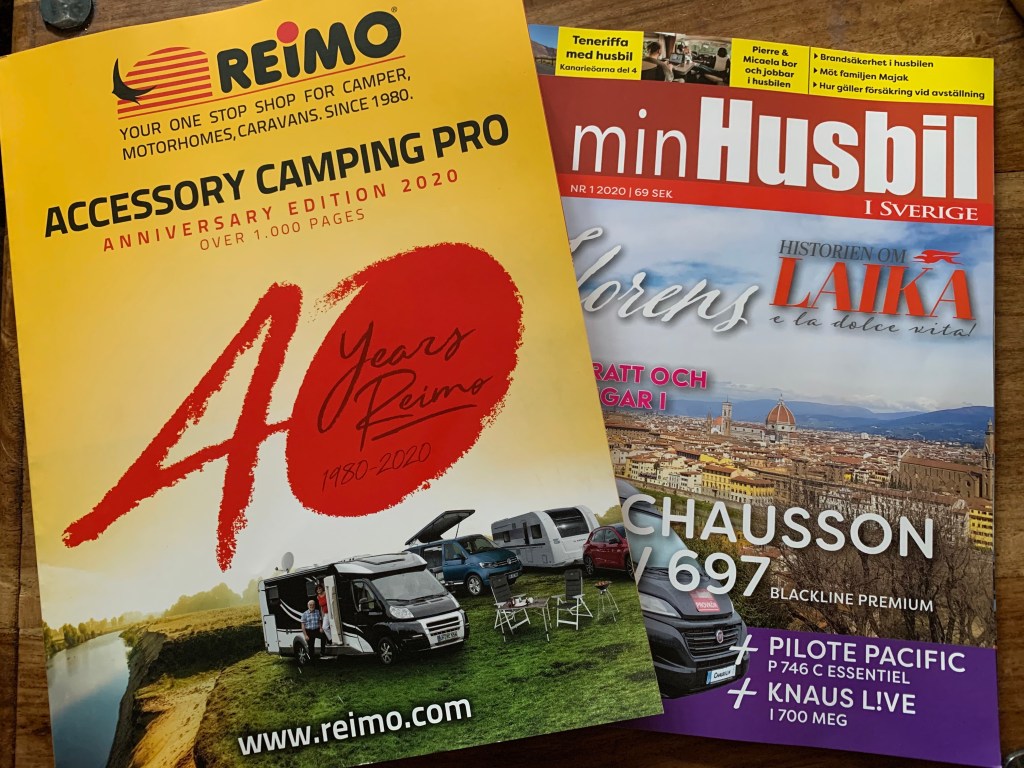 REIMO
YOUR ONE STOP SHOP FOR CAMPER,
MOTORHOMES, CARAVANS. SINCE 1980.
ACCESSORY CAMPING PRO
ANNIVERSARY EDITION 2020
OVER 1.000 PAGES
40
Years
Reimo
1980-2020
www.reimo.com
Teneriffa
med husbil
Kanarieöarna del 4
Pierre &
Micaela bor
och jobbar
i husbilen
▸ Brandsäkerhet i husbilen
▸ Möt familjen Majak
▸ Hur gäller försäkring vid avställning
minHusbil
I SVERIGE
NR 1 2020 | 69 SEK
lorens
HISTORIEN OM
LAIKA
e la dolce vita!
RATT OCH
GAR I
CHAUSSON
/ 697
BLACKLINE PREMIUM
+ PILOTE PACIFIC
P 746 C ESSENTIEL
+ KNAUS L!VE
I 700 MEG